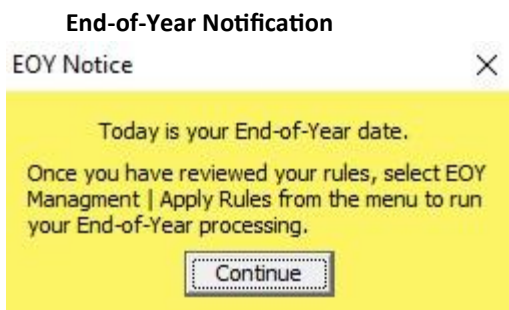 End-of-Year Notification
EOY Notice
Today is your End-of-Year date.
Once you have reviewed your rules, select EOY
Managment | Apply Rules from the menu to run
your End-of-Year processing.
Continue